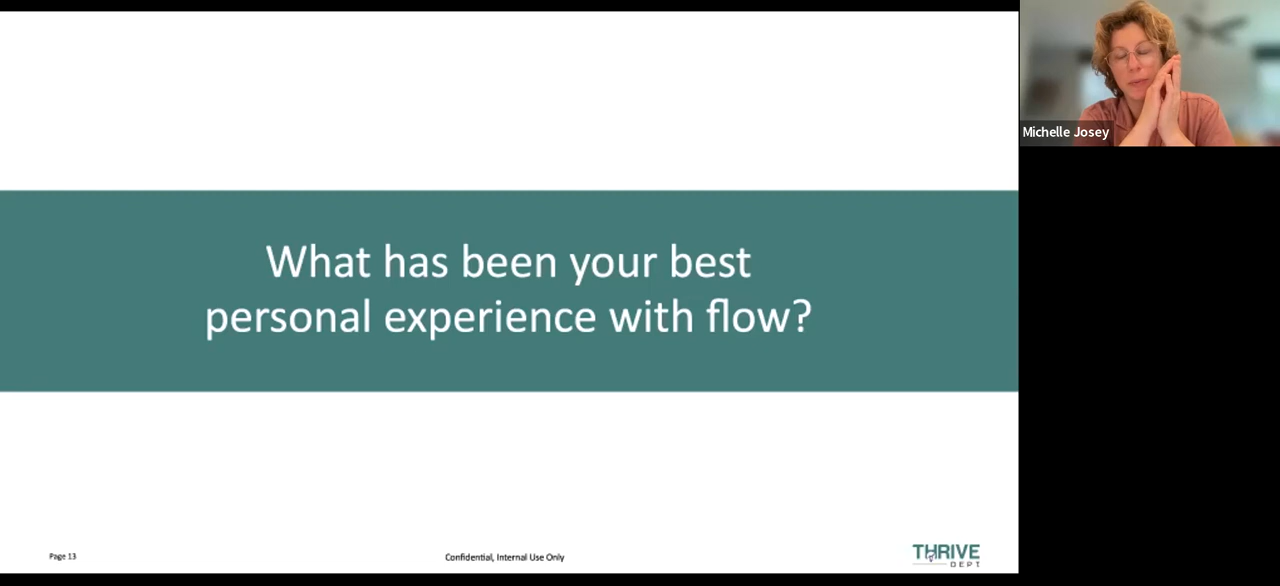 Michelle Josey
What has been your best
personal experience with flow?
Page 13
Confidential, Internal Use Only
THRIVE
DEPT